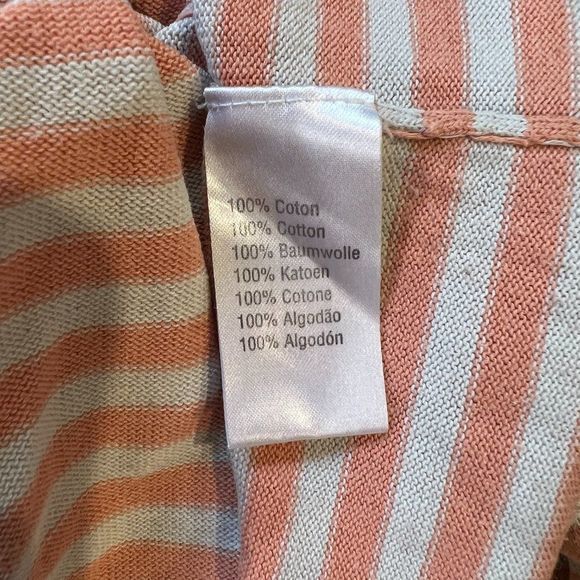 100% Coton
100% Cotton
100% Baumwolle
100% Katoen
100% Cotone
100% Algodão
100% Algodón